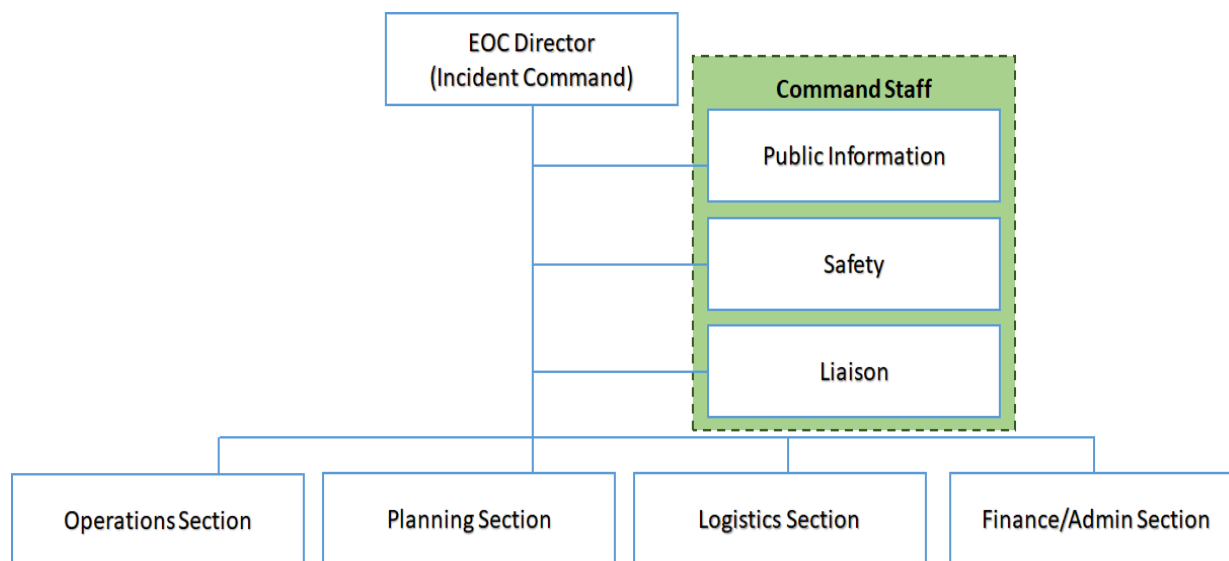 EOC Director
(Incident Command)
Command Staff
Public Information
Safety
Liaison
Operations Section
Planning Section
Logistics Section
Finance/Admin Section